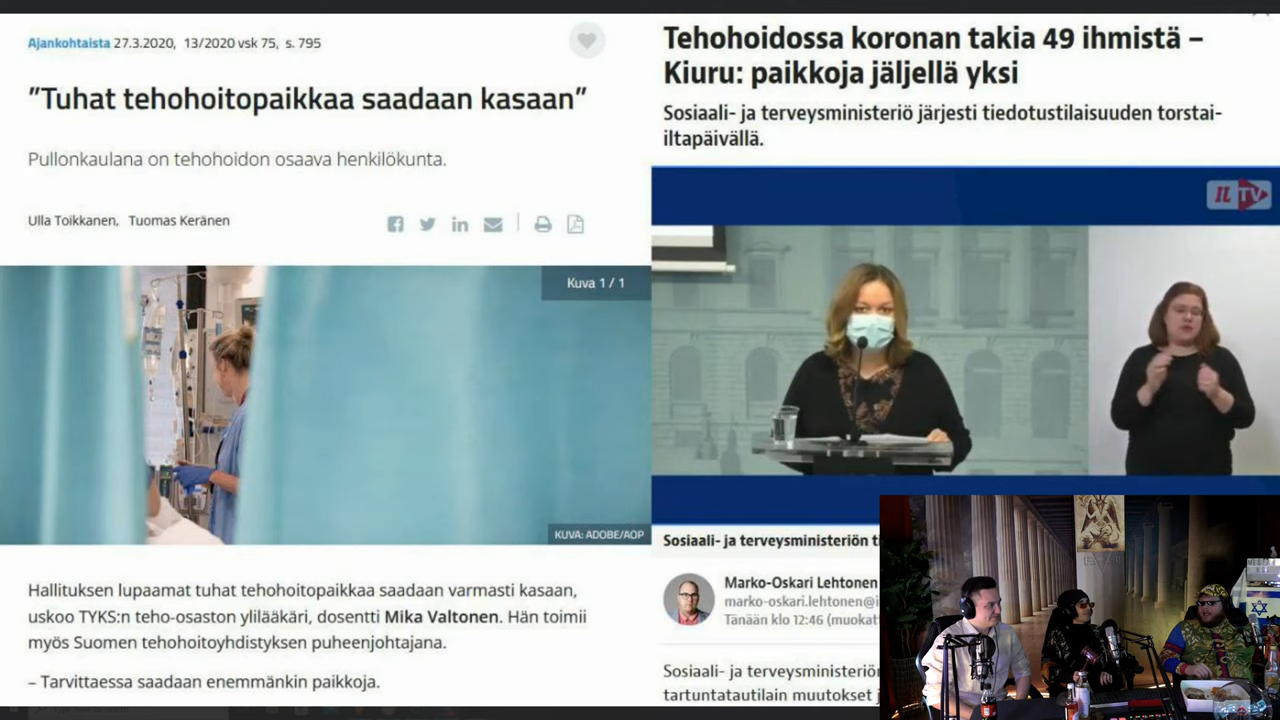 Ajankohtaista 27.3.2020, 13/2020 vsk 75, s. 795
”Tuhat tehohoitopaikkaa saadaan kasaan”
Pullonkaulana on tehohoidon osaava henkilökunta.
Ulla Toikkanen, Tuomas Keränen
Kuva 1 / 1
KUVA: ADOBE/AOP
Hallituksen lupaamat tuhat tehohoitopaikkaa saadaan varmasti kasaan,
uskoo TYKS:n teho-osaston ylilääkäri, dosentti Mika Valtonen. Hän toimii
myös Suomen tehohoitoyhdistyksen puheenjohtajana.
– Tarvittaessa saadaan enemmänkin paikkoja.
Tehohoidossa koronan takia 49 ihmistä –
Kiuru: paikkoja jäljellä yksi
Sosiaali- ja terveysministeriö järjesti tiedotustilaisuuden torstai-
iltapäivällä.
IL TV
Sosiaali- ja terveysministeriön ti
Marko-Oskari Lehtonen
marko-oskari.lehtonen@i
Tänään klo 12:46 (muokat
Sosiaali- ja terveysministeriön
tartuntatautilain muutokset j